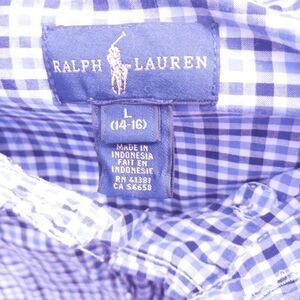 RALPH LAUREN
L
(14-16)
MADE IN
INDONESIA
FAIT EN
INDONESIE
RN 41381
CA 56658